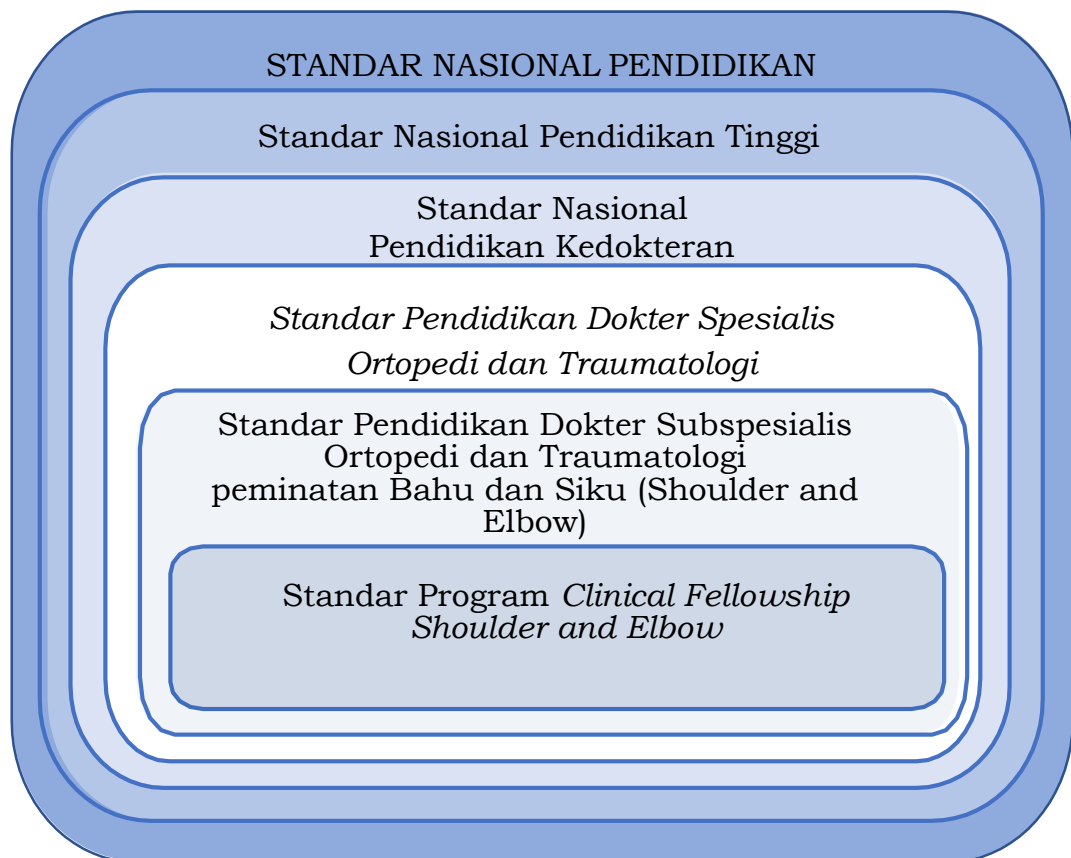 STANDAR NASIONAL PENDIDIKAN
Standar Nasional Pendidikan Tinggi
Standar Nasional
Pendidikan Kedokteran
Standar Pendidikan Dokter Spesialis
Ortopedi dan Traumatologi
Standar Pendidikan Dokter Subspesialis
Ortopedi dan Traumatologi
peminatan Bahu dan Siku (Shoulder and
Elbow)
Standar Program Clinical Fellowship
Shoulder and Elbow